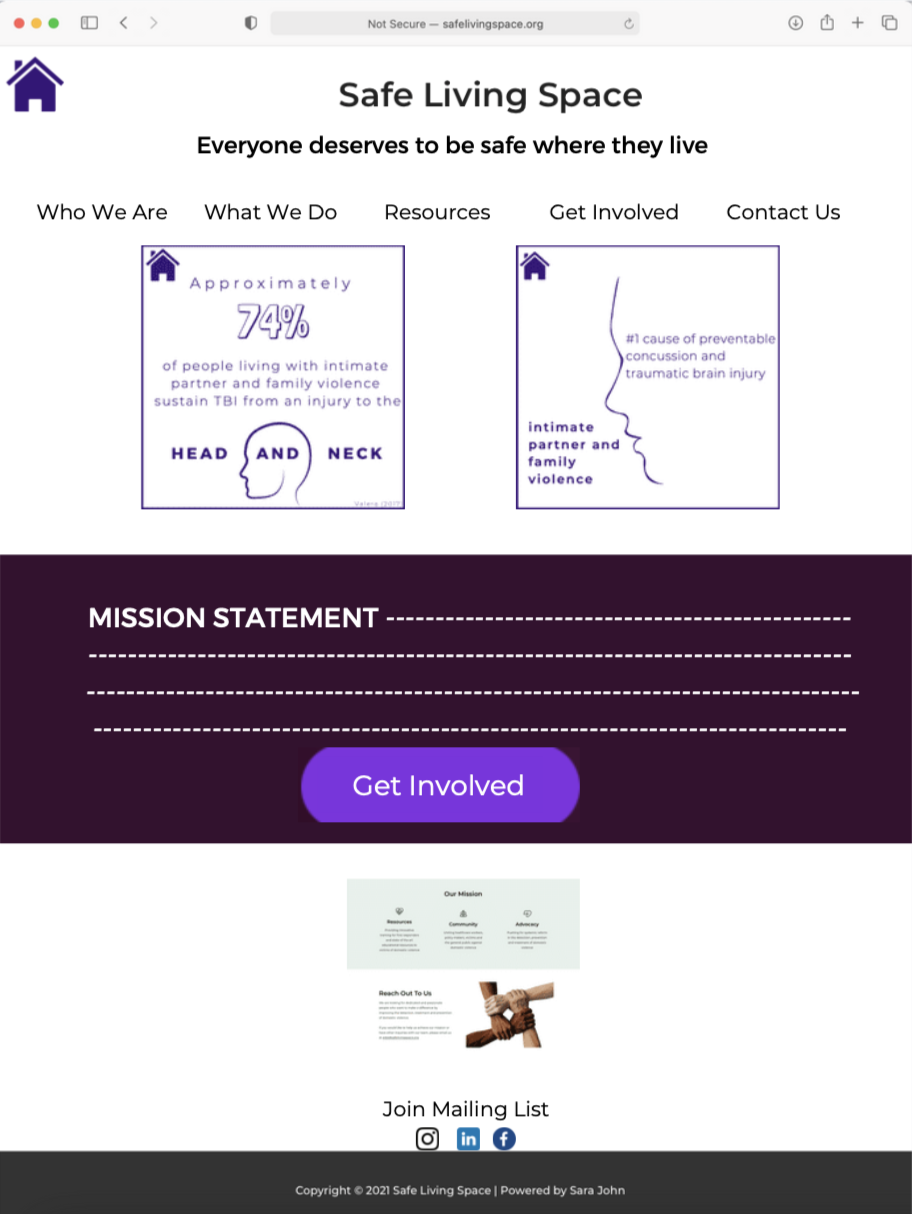 Not Secure — safelivingspace.org
Safe Living Space
Everyone deserves to be safe where they live
Who We Are What We Do Resources Get Involved Contact Us
Approximately
74%
of people living with intimate
partner and family violence
sustain TBI from an injury to the
HEAD AND NECK
#1 cause of preventable
concussion and
traumatic brain injury
intimate
partner and
family
violence
MISSION STATEMENT
Get Involved
Our Mission
Resources Community Advocacy
Reach Out To Us
Join Mailing List
Copyright © 2021 Safe Living Space | Powered by Sara John